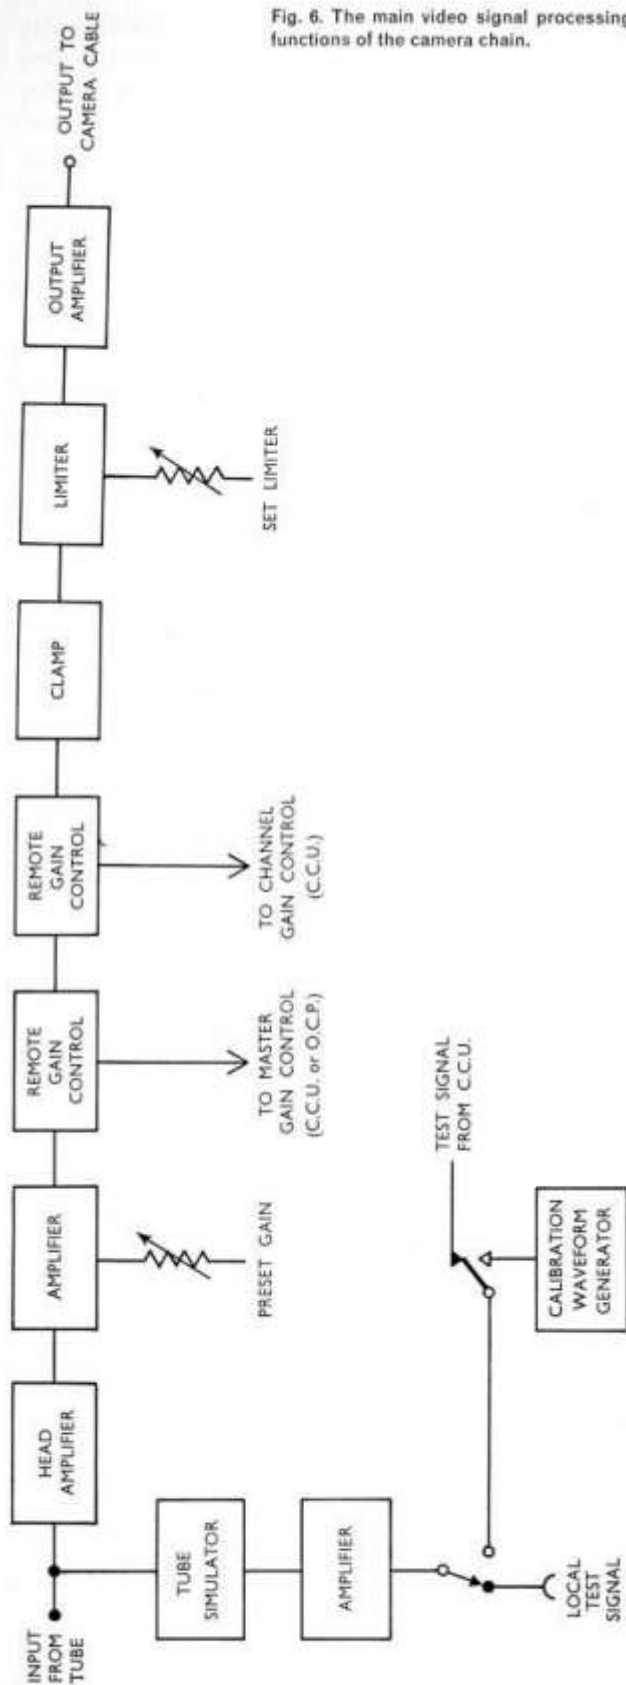 Fig. 6. The main video signal processing
functions of the camera chain.
INPUT
FROM
TUBE
HEAD
AMPLIFIER
AMPLIFIER
PRESET GAIN
REMOTE
GAIN
CONTROL
TO MASTER
GAIN CONTROL
(C.C.U. or O.C.P.)
REMOTE
GAIN
CONTROL
TO CHANNEL
GAIN CONTROL
(C.C.U.)
CLAMP
LIMITER
SET LIMITER
OUTPUT
AMPLIFIER
OUTPUT TO
CAMERA CABLE
TUBE
SIMULATOR
AMPLIFIER
LOCAL
TEST
SIGNAL
TEST SIGNAL
FROM C.C.U.
CALIBRATION
WAVEFORM
GENERATOR